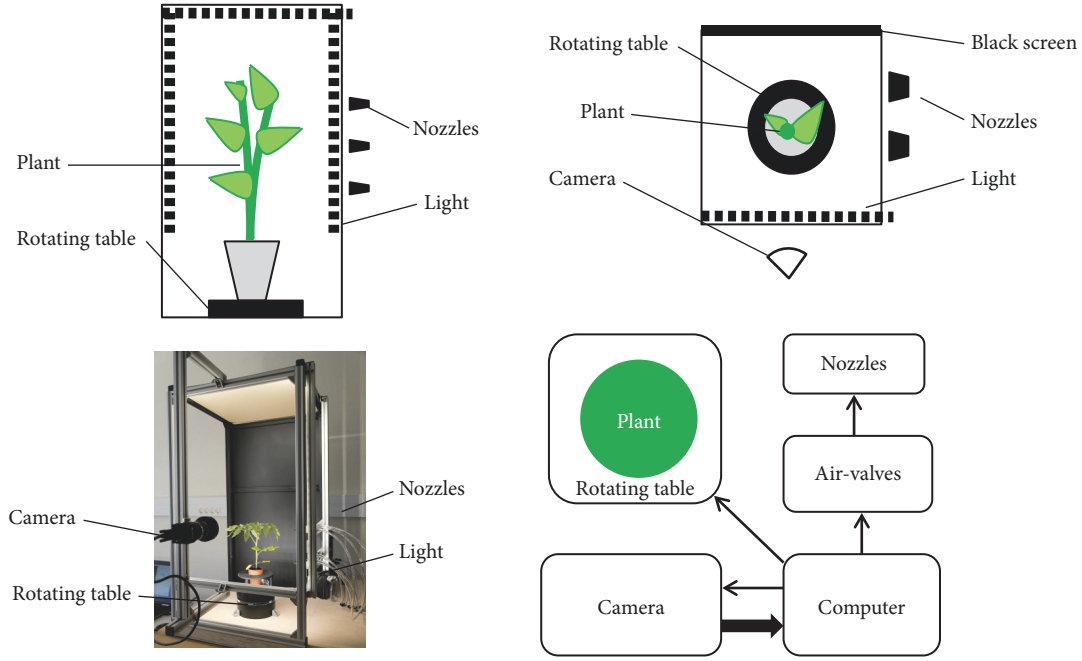 Nozzles
Plant
Light
Rotating table
Rotating table
Black screen
Plant
Nozzles
Camera
Light
Nozzles
Camera
Light
Rotating table
Nozzles
Plant
Air-valves
Rotating table
Camera
Computer